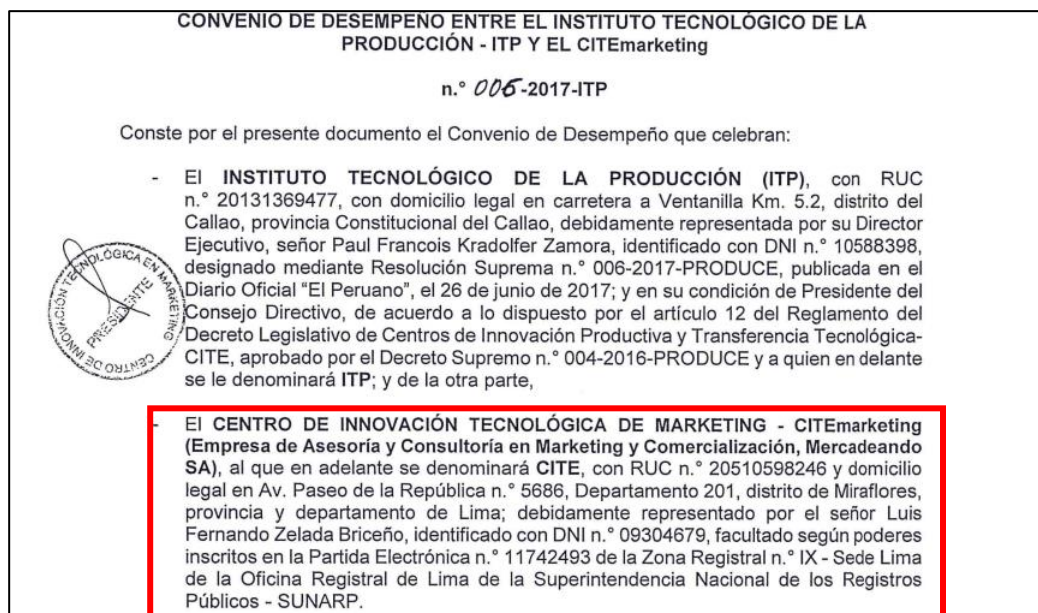 CONVENIO DE DESEMPEÑO ENTRE EL INSTITUTO TECNOLÓGICO DE LA
PRODUCCIÓN - ITP Y EL CITEmarketing
n.° 006-2017-ITP
Conste por el presente documento el Convenio de Desempeño que celebran:
- El INSTITUTO TECNOLÓGICO DE LA PRODUCCIÓN (ITP), con RUC
n.° 20131369477, con domicilio legal en carretera a Ventanilla Km. 5.2, distrito del
Callao, provincia Constitucional del Callao, debidamente representada por su Director
Ejecutivo, señor Paul Francois Kradolfer Zamora, identificado con DNI n.° 10588398,
designado mediante Resolución Suprema n.° 006-2017-PRODUCE, publicada en el
Diario Oficial “El Peruano”, el 26 de junio de 2017; y en su condición de Presidente del
Consejo Directivo, de acuerdo a lo dispuesto por el artículo 12 del Reglamento del
Decreto Legislativo de Centros de Innovación Productiva y Transferencia Tecnológica-
CITE, aprobado por el Decreto Supremo n.° 004-2016-PRODUCE y a quien en delante
se le denominará ITP; y de la otra parte,
CENTRO DE INNOVACIÓN TECNOLÓGICA EN MARKETING
PRESIDENTE
- El CENTRO DE INNOVACIÓN TECNOLÓGICA DE MARKETING - CITEmarketing
(Empresa de Asesoría y Consultoría en Marketing y Comercialización, Mercadeando
SA), al que en adelante se denominará CITE, con RUC n.° 20510598246 y domicilio
legal en Av. Paseo de la República n.° 5686, Departamento 201, distrito de Miraflores,
provincia y departamento de Lima; debidamente representado por el señor Luis
Fernando Zelada Briceño, identificado con DNI n.° 09304679, facultado según poderes
inscritos en la Partida Electrónica n.° 11742493 de la Zona Registral n.° IX - Sede Lima
de la Oficina Registral de Lima de la Superintendencia Nacional de los Registros
Públicos - SUNARP.